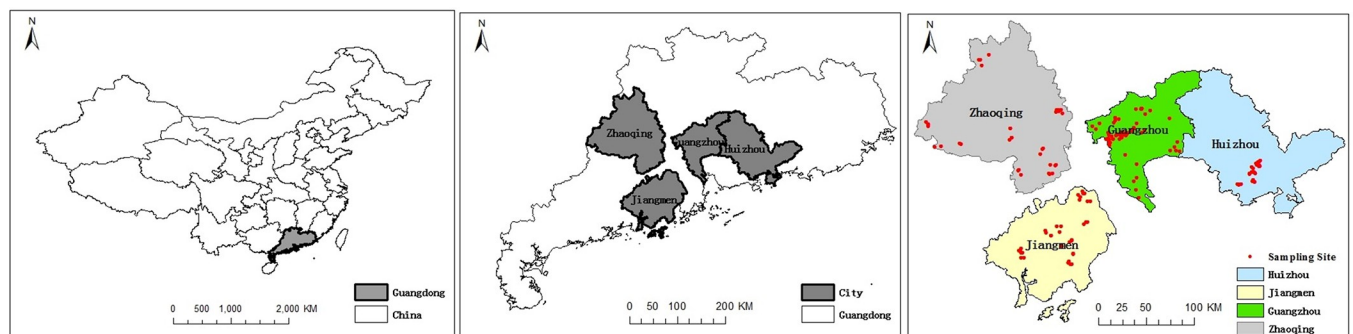 N
Guangdong
China
0 500 1,000 2,000 KM
N
Zhaoqing
Guangzhou
Huizhou
Jiangmen
City
Guangdong
0 50 100 200 KM
N
Zhaoqing
Guangzhou
Huizhou
Jiangmen
Sampling Site
Huizhou
Jiangmen
Guangzhou
Zhaoqing
0 25 50 100 KM